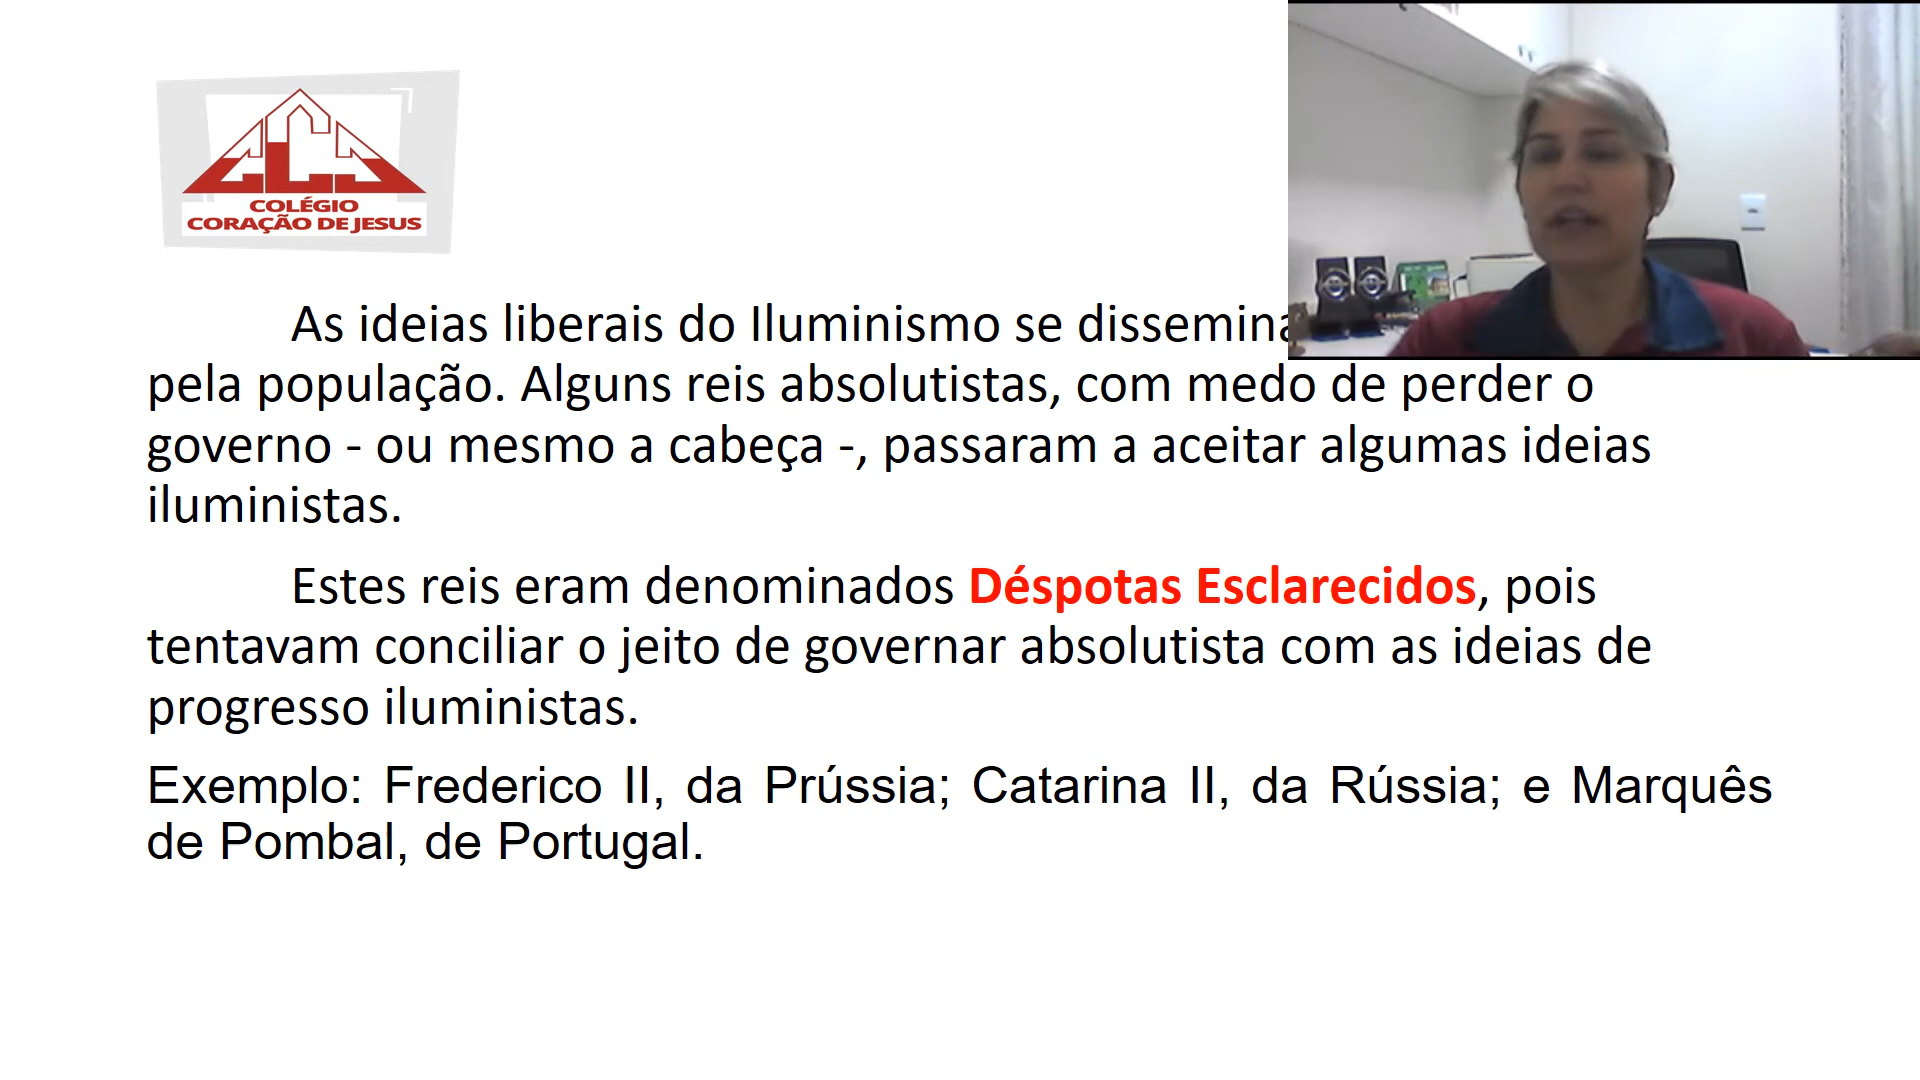 COLÉGIO
CORAÇÃO DE JESUS
As ideias liberais do Iluminismo se
pela população. Alguns reis absolutistas, com medo de perder o
governo - ou mesmo a cabeça -, passaram a aceitar algumas ideias
iluministas.
Estes reis eram denominados Déspotas Esclarecidos, pois
tentavam conciliar o jeito de governar absolutista com as ideias de
progresso iluministas.
Exemplo: Frederico II, da Prússia; Catarina II, da Rússia; e Marquês
de Pombal, de Portugal.